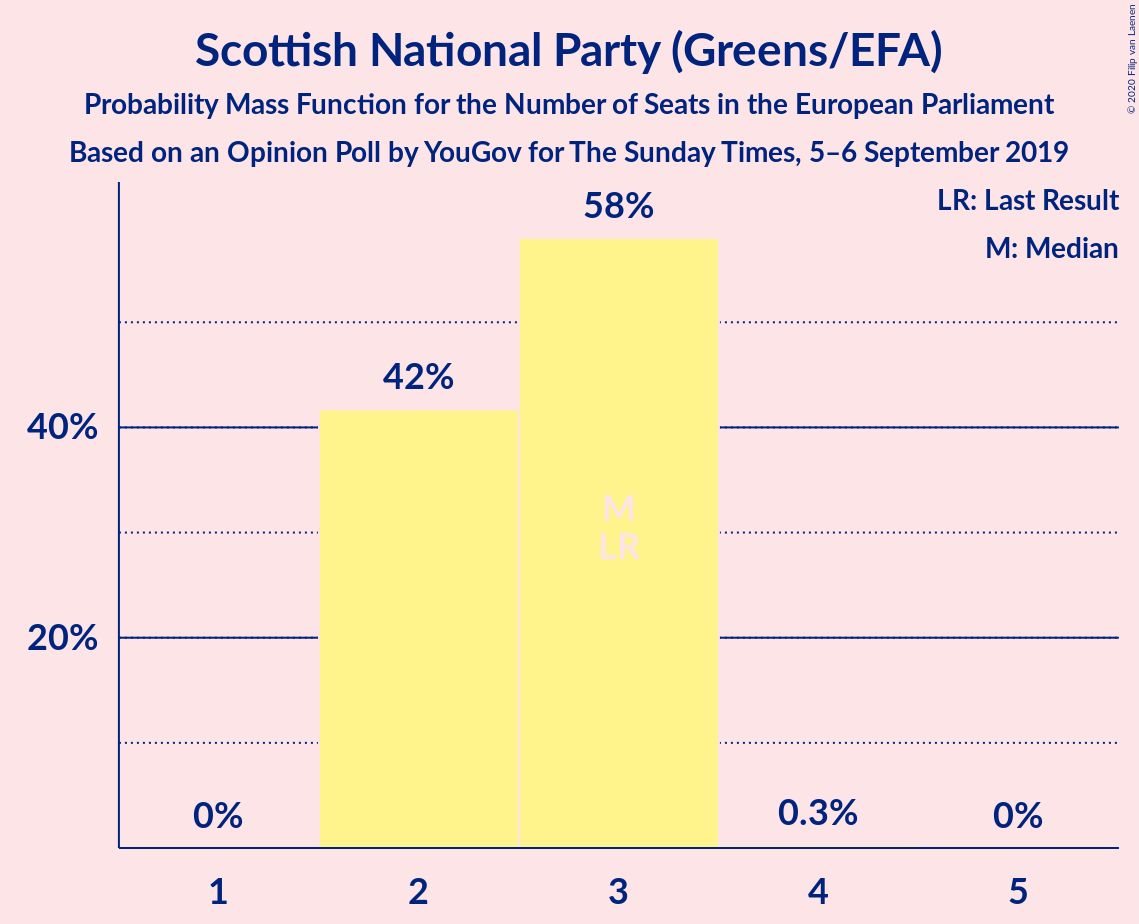 Scottish National Party (Greens/EFA)
Probability Mass Function for the Number of Seats in the European Parliament
Based on an Opinion Poll by YouGov for The Sunday Times, 5–6 September 2019
© 2020 Filip van Laenen
LR: Last Result
M: Median
58%
42%
40%
M
LR
20%
0%
0.3%
0%
1
2
3
4
5